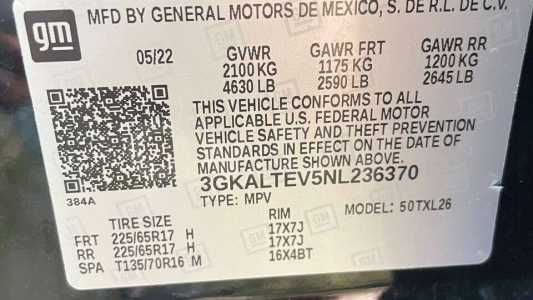 MFD BY GENERAL MOTORS DE MEXICO, S. DE R.L. DE C.V.
gm
05/22 GVWR GAWR FRT GAWR RR
2100 KG 1175 KG 1200 KG
4630 LB 2590 LB 2645 LB
THIS VEHICLE CONFORMS TO ALL
APPLICABLE U.S. FEDERAL MOTOR
VEHICLE SAFETY AND THEFT PREVENTION
STANDARDS IN EFFECT ON THE DATE OF
MANUFACTURE SHOWN ABOVE.
3GKALTEV5NL236370
384A
TYPE: MPV MODEL: 50TXL26
TIRE SIZE RIM
FRT 225/65R17 H 17X7J
RR 225/65R17 H 17X7J
SPA T135/70R16 M 16X4BT